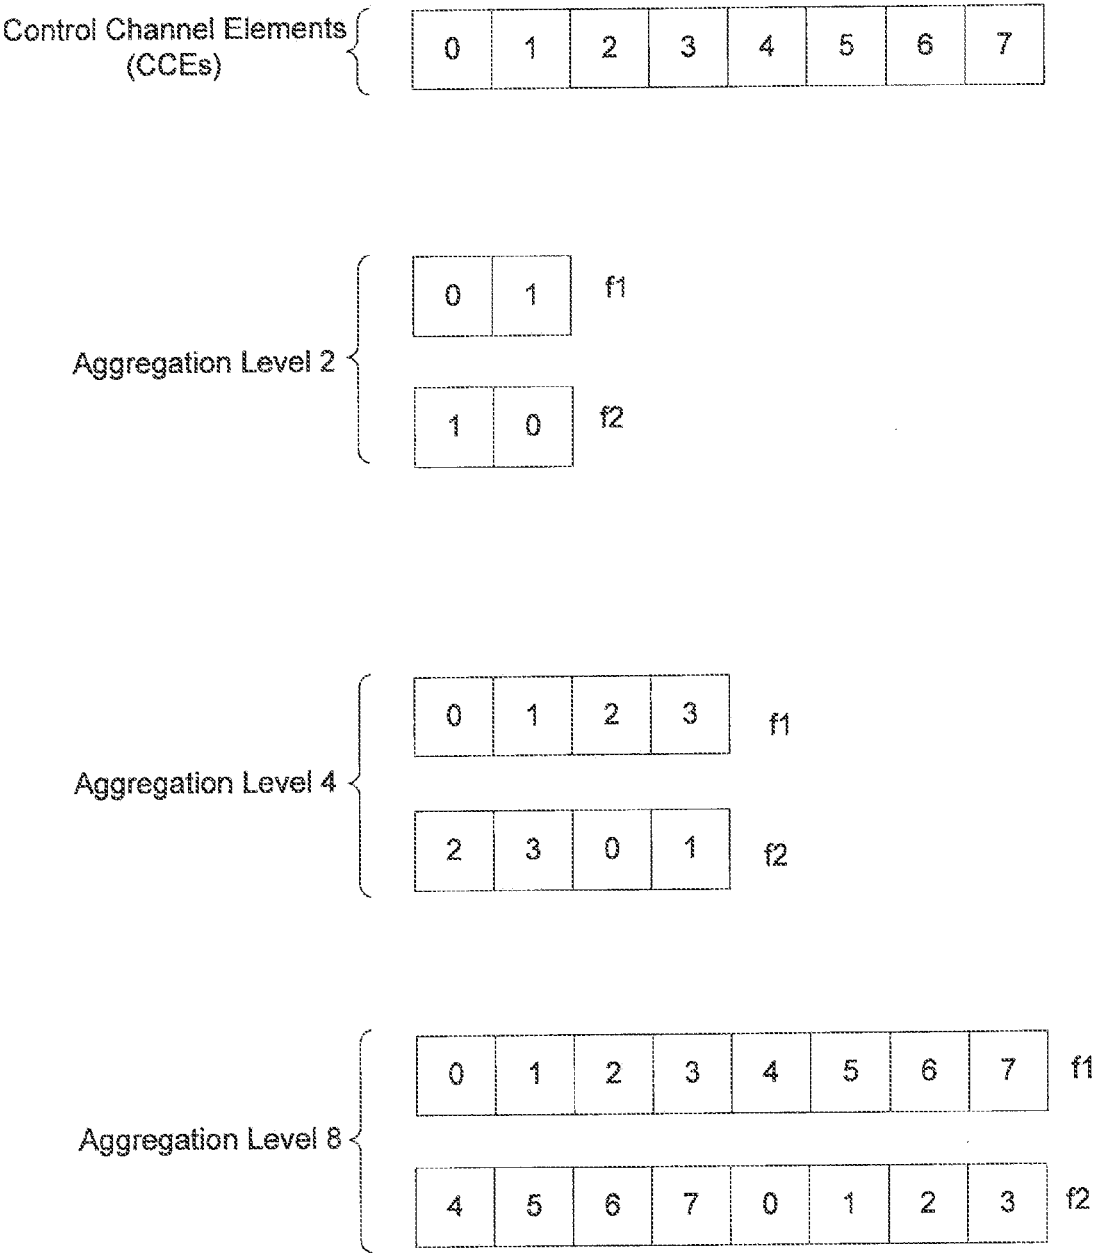 Control Channel Elements
(CCEs)
0 1 2 3 4 5 6 7
Aggregation Level 2
0 1 f1
1 0 f2
Aggregation Level 4
0 1 2 3 f1
2 3 0 1 f2
Aggregation Level 8
0 1 2 3 4 5 6 7 f1
4 5 6 7 0 1 2 3 f2